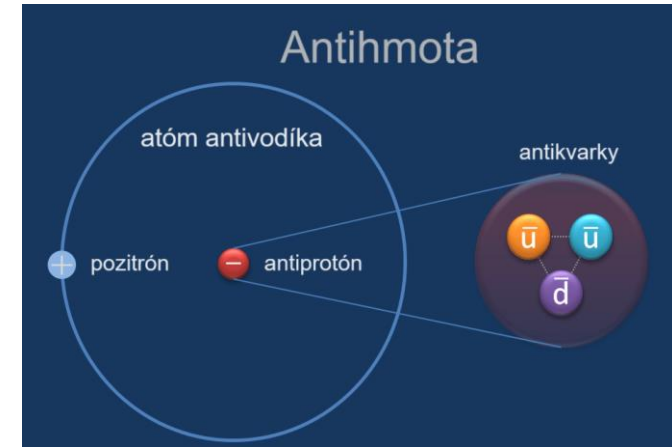 Antihmota
atóm antivodíka
antikvarky
+ pozitrón
− antiprotón
u̅ u̅
d̅